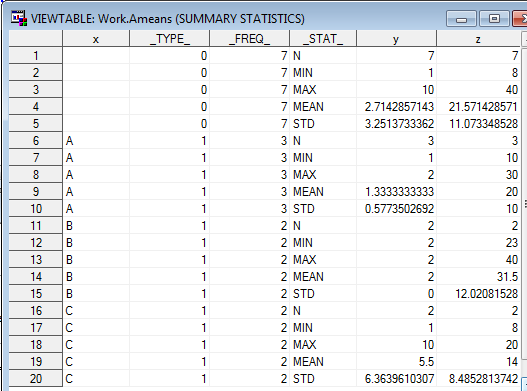 VIEWTABLE: Work.Ameans (SUMMARY STATISTICS)
x _TYPE_ _FREQ_ _STAT_ y z
1 0 7 N 7 7
2 0 7 MIN 1 8
3 0 7 MAX 10 40
4 0 7 MEAN 2.7142857143 21.571428571
5 0 7 STD 3.2513733362 11.073348528
6 A 1 3 N 3 3
7 A 1 3 MIN 1 10
8 A 1 3 MAX 2 30
9 A 1 3 MEAN 1.3333333333 20
10 A 1 3 STD 0.5773502692 10
11 B 1 2 N 2 2
12 B 1 2 MIN 2 23
13 B 1 2 MAX 2 40
14 B 1 2 MEAN 2 31.5
15 B 1 2 STD 0 12.02081528
16 C 1 2 N 2 2
17 C 1 2 MIN 1 8
18 C 1 2 MAX 10 20
19 C 1 2 MEAN 5.5 14
20 C 1 2 STD 6.3639610307 8.4852813742